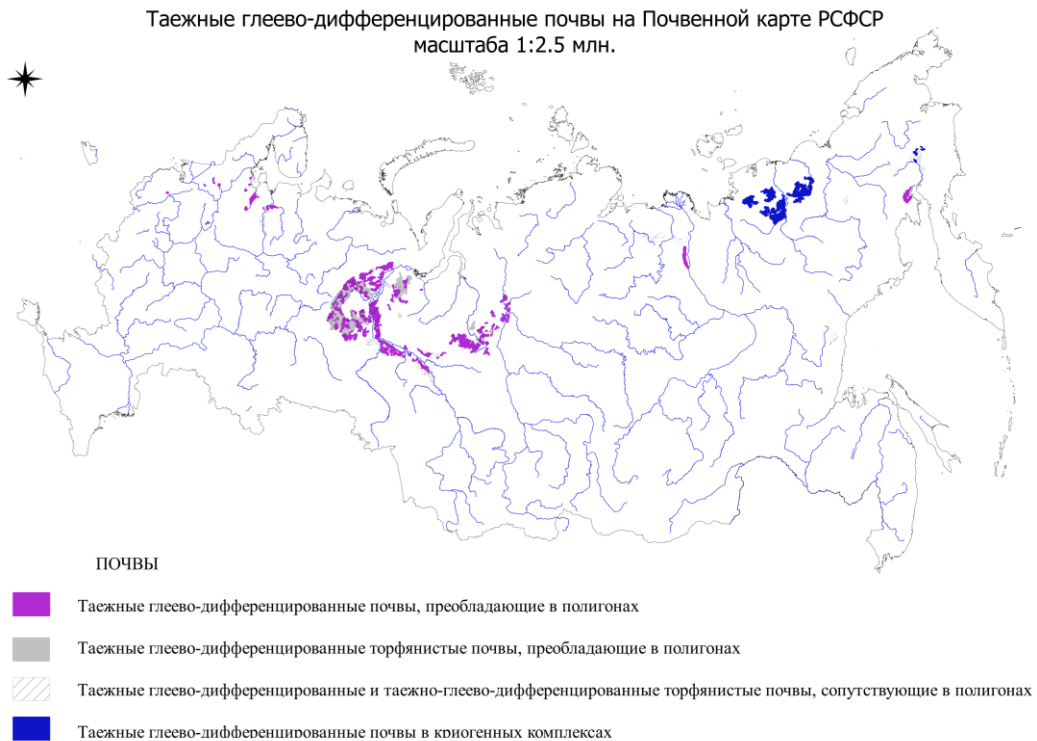 Таежные глеево-дифференцированные почвы на Почвенной карте РСФСР
масштаба 1:2.5 млн.
ПОЧВЫ
Таежные глеево-дифференцированные почвы, преобладающие в полигонах
Таежные глеево-дифференцированные торфянистые почвы, преобладающие в полигонах
Таежные глеево-дифференцированные и таежно-глеево-дифференцированные торфянистые почвы, сопутствующие в полигонах
Таежные глеево-дифференцированные почвы в криогенных комплексах